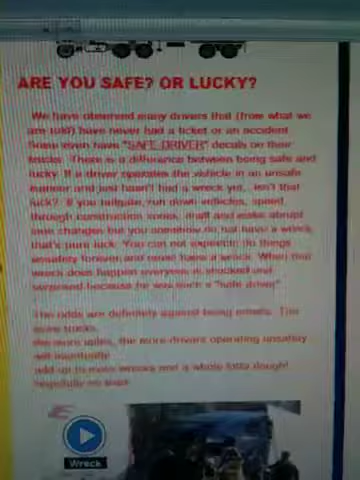 ARE YOU SAFE? OR LUCKY?
We have observed many drivers that (from what we
are told) have never had a ticket or an accident
Some even have "SAFE DRIVER" decals on their
trucks. There is a difference between being safe and
lucky. If a driver operates the vehicle in an unsafe
manner and just hasn't had a wreck yet, isn't that
luck? If you tailgate, run down vehicles, speed
through construction zones, and make abrupt
lane changes but you somehow do not have a wreck,
that's pure luck. You can not expect to do things
unsafely forever and never have a wreck. When that
wreck does happen everyone is shocked and
surprised because he was such a "safe driver"
The odds are definitely against being The
more trucks,
the more miles, the more drivers operating unsafely
will eventually
add up to more wrecks and a whole lotta dough!
hopefully no
Wreck